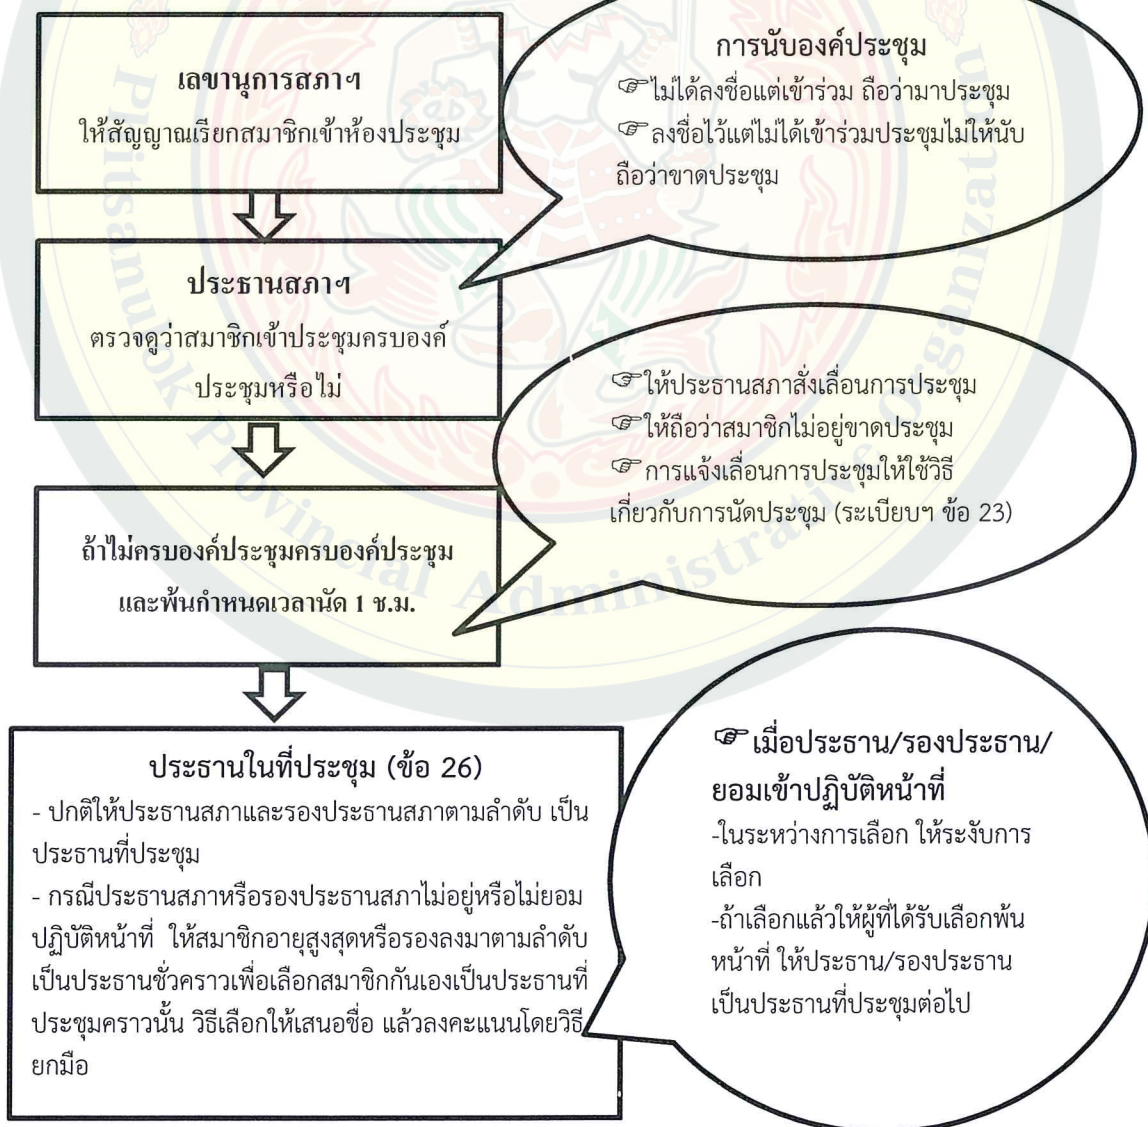 เลขานุการสภาฯ
ให้สัญญาณเรียกสมาชิกเข้าห้องประชุม
การนับองค์ประชุม
☞ไม่ได้ลงชื่อแต่เข้าร่วม ถือว่ามาประชุม
☞ลงชื่อไว้แต่ไม่ได้เข้าร่วมประชุมไม่ให้นับ
ถือว่าขาดประชุม
ประธานสภาฯ
ตรวจดูว่าสมาชิกเข้าประชุมครบองค์
ประชุมหรือไม่
☞ให้ประธานสภาสั่งเลื่อนการประชุม
☞ให้ถือว่าสมาชิกไม่อยู่ขาดประชุม
☞การแจ้งเลื่อนการประชุมให้ใช้วิธี
เกี่ยวกับการนัดประชุม (ระเบียบฯ ข้อ 23)
ถ้าไม่ครบองค์ประชุมครบองค์ประชุม
และพ้นกำหนดเวลานัด 1 ช.ม.
ประธานในที่ประชุม (ข้อ 26)
- ปกติให้ประธานสภาและรองประธานสภาตามลำดับ เป็น
ประธานที่ประชุม
- กรณีประธานสภาหรือรองประธานสภาไม่อยู่หรือไม่ยอม
ปฏิบัติหน้าที่ ให้สมาชิกอายุสูงสุดหรือรองลงมาตามลำดับ
เป็นประธานชั่วคราวเพื่อเลือกสมาชิกกันเองเป็นประธานที่
ประชุมคราวนั้น วิธีเลือกให้เสนอชื่อ แล้วลงคะแนนโดยวิธี
ยกมือ
☞เมื่อประธาน/รองประธาน/
ยอมเข้าปฏิบัติหน้าที่
-ในระหว่างการเลือก ให้ระงับการ
เลือก
-ถ้าเลือกแล้วให้ผู้ที่ได้รับเลือกพ้น
หน้าที่ ให้ประธาน/รองประธาน
เป็นประธานที่ประชุมต่อไป
Phitsanulok Provincial Administrative Organization